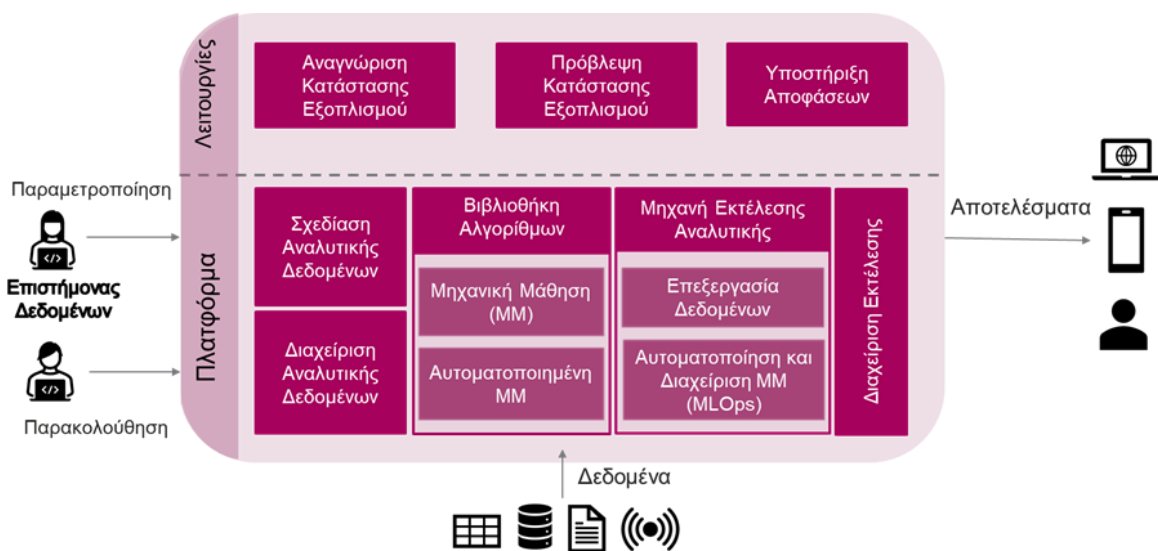 Λειτουργίες
Αναγνώριση
Κατάστασης
Εξοπλισμού
Πρόβλεψη
Κατάστασης
Εξοπλισμού
Υποστήριξη
Αποφάσεων
Παραμετροποίηση
Επιστήμονας
Δεδομένων
Παρακολούθηση
Πλατφόρμα
Σχεδίαση
Αναλυτικής
Δεδομένων
Διαχείριση
Αναλυτικής
Δεδομένων
Βιβλιοθήκη
Αλγορίθμων
Μηχανική Μάθηση
(ΜΜ)
Αυτοματοποιημένη
ΜΜ
Μηχανή Εκτέλεσης
Αναλυτικής
Επεξεργασία
Δεδομένων
Αυτοματοποίηση και
Διαχείριση ΜΜ
(MLOps)
Διαχείριση Εκτέλεσης
Αποτελέσματα
Δεδομένα